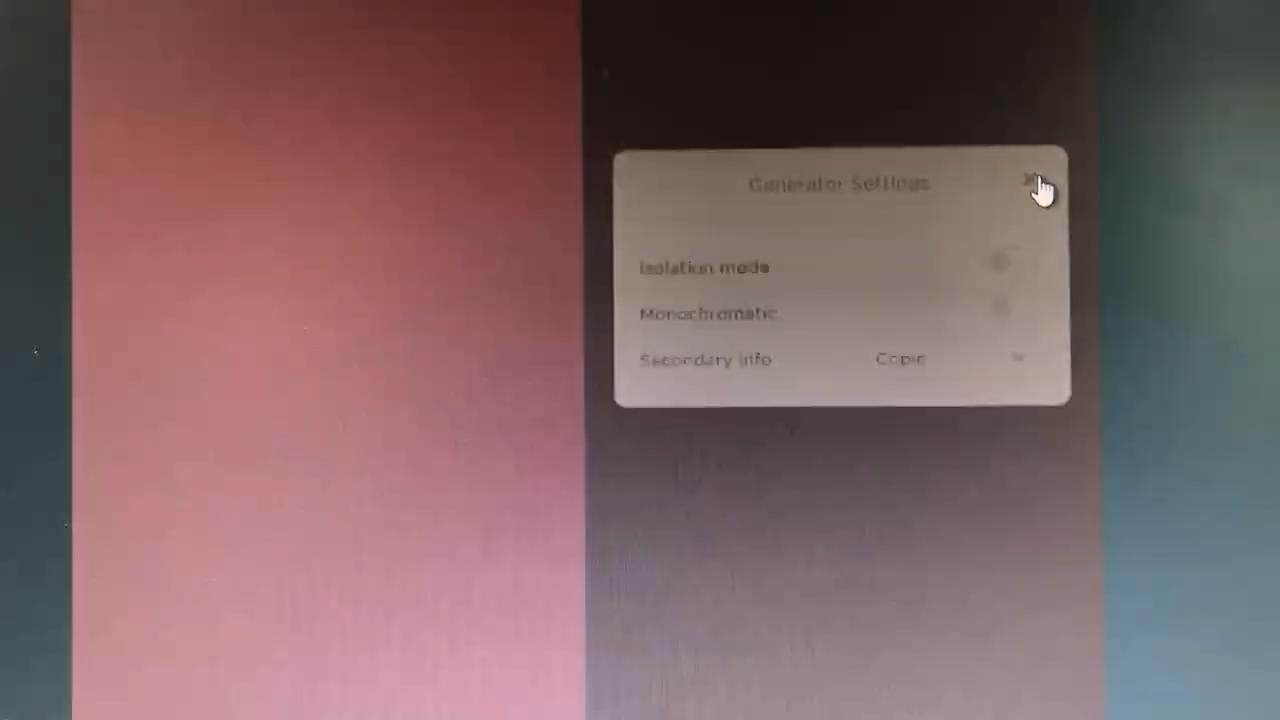 Generator Settings
Isolation mode
Monochromatic
Secondary info Copic